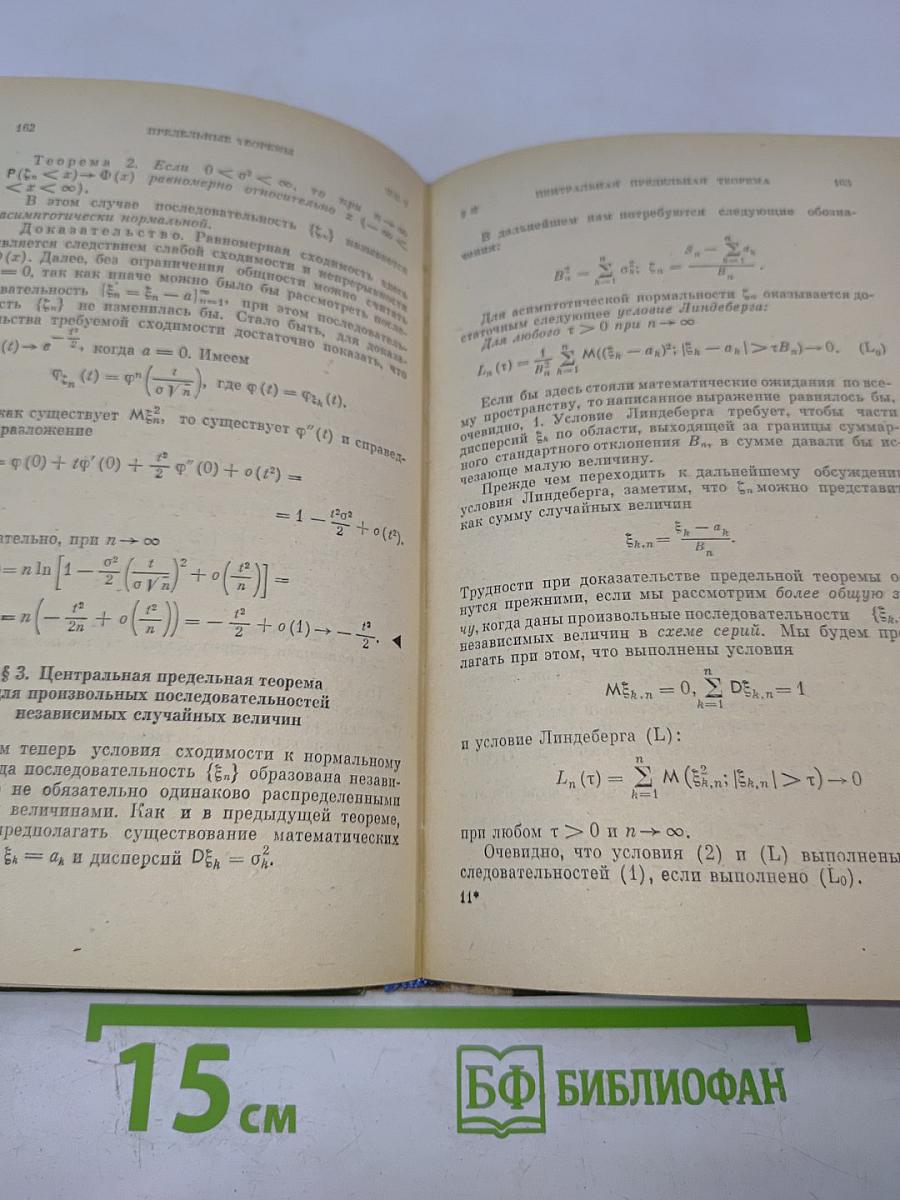 162 ПРЕДЕЛЬНЫЕ ТЕОРЕМЫ
Теорема 2. Если 0 < σ² < ∞, то при n → ∞
P(ζₙ < x) → Φ(x) равномерно относительно x (−∞ <
< x < ∞).
В этом случае последовательность {ζₙ} называется
асимптотически нормальной.
Доказательство. Равномерная сходимость здесь
является следствием слабой сходимости и непрерывности
(x). Далее, без ограничения общности можно считать
= 0, так как иначе можно было бы рассмотреть после-
вательность {ξ′ₙ = ξₙ − a}^∞ₙ₌₁, при этом последователь-
ость {ζₙ} не изменилась бы. Стало быть, для доказа-
льства требуемой сходимости достаточно показать, что
(t) → e^{−t²/2}, когда a = 0. Имеем
φ_{ζₙ}(t) = φⁿ(t/(σ√n)), где φ(t) = φ_{ξₖ}(t).
как существует Mξ²ₙ, то существует φ″(t) и справед-
разложение
= φ(0) + tφ′(0) + t²/2 φ″(0) + o(t²) =
= 1 − t²σ²/2 + o(t²).
ательно, при n → ∞
= n ln[1 − σ²/2 (t/(σ√n))² + o(t²/n)] =
= n(−t²/2n + o(t²/n)) = −t²/2 + o(1) → −t²/2. ◀
§ 3. Центральная предельная теорема
ля произвольных последовательностей
независимых случайных величин
м теперь условия сходимости к нормальному
да последовательность {ξₙ} образована незави-
не обязательно одинаково распределенными
величинами. Как и в предыдущей теореме,
предполагать существование математических
ξₖ = aₖ и дисперсий Dξₖ = σ²ₖ.
ЦЕНТРАЛЬНАЯ ПРЕДЕЛЬНАЯ ТЕОРЕМА 163
В дальнейшем нам потребуются следующие обозна-
чения:
B²ₙ = ∑ₖ₌₁ⁿ σ²ₖ; ζₙ = (Sₙ − ∑ₖ₌₁ⁿ aₖ)/Bₙ.
Для асимптотической нормальности ζₙ оказывается до-
статочным следующее условие Линдеберга:
Для любого τ > 0 при n → ∞
Lₙ(τ) = 1/B²ₙ ∑ₖ₌₁ⁿ M((ξₖ − aₖ)²; |ξₖ − aₖ| > τBₙ) → 0. (L₀)
Если бы здесь стояли математические ожидания по все-
му пространству, то написанное выражение равнялось бы,
очевидно, 1. Условие Линдеберга требует, чтобы части
дисперсий ξₖ по области, выходящей за границы суммар-
ного стандартного отклонения Bₙ, в сумме давали бы ис-
чезающе малую величину.
Прежде чем переходить к дальнейшему обсуждени
условия Линдеберга, заметим, что ζₙ можно представит
как сумму случайных величин
ξₖ,ₙ = (ξₖ − aₖ)/Bₙ.
Трудности при доказательстве предельной теоремы о
нутся прежними, если мы рассмотрим более общую з
чу, когда даны произвольные последовательности {ξₖ,
независимых величин в схеме серий. Мы будем пр
лагать при этом, что выполнены условия
Mξₖ,ₙ = 0, ∑ₖ₌₁ⁿ Dξₖ,ₙ = 1
и условие Линдеберга (L):
Lₙ(τ) = ∑ₖ₌₁ⁿ M(ξ²ₖ,ₙ; |ξₖ,ₙ| > τ) → 0
при любом τ > 0 и n → ∞.
Очевидно, что условия (2) и (L) выполнены
следовательностей (1), если выполнено (L₀).
11*
15 см
БФ БИБЛИОФАН